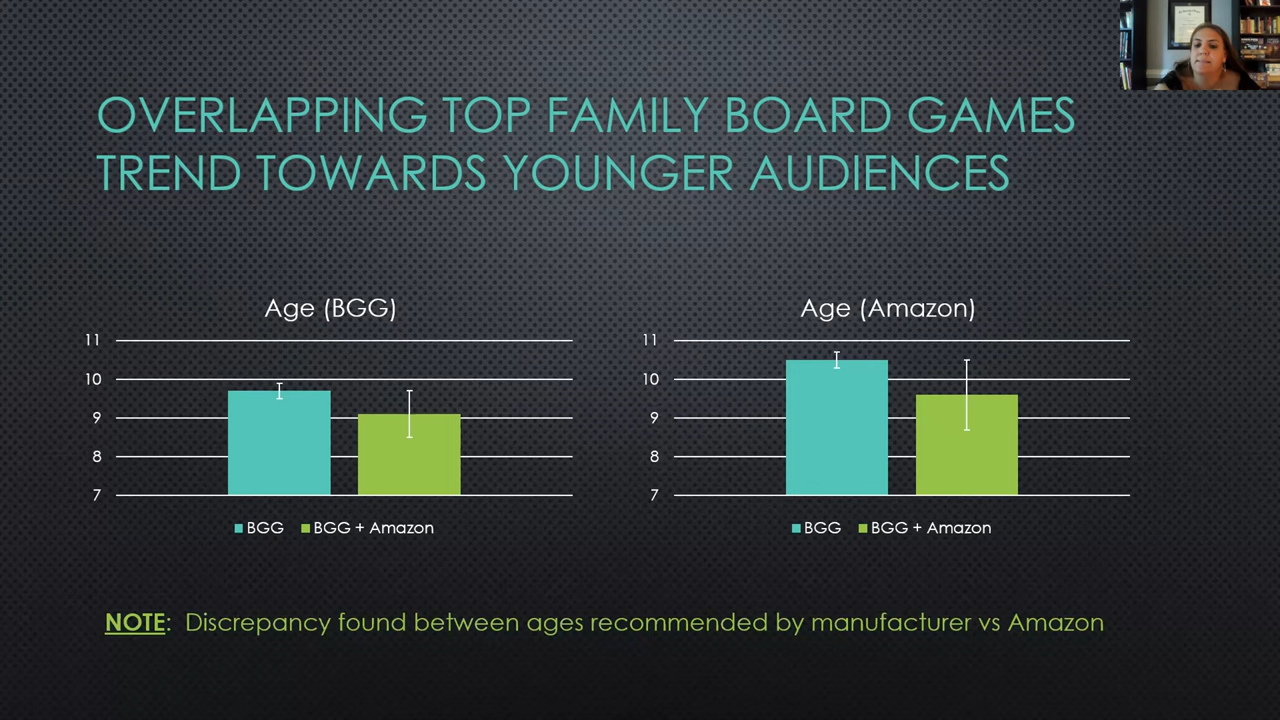 OVERLAPPING TOP FAMILY BOARD GAMES
TREND TOWARDS YOUNGER AUDIENCES
Age (BGG)
11
10
9
8
7
BGG BGG + Amazon
Age (Amazon)
11
10
9
8
7
BGG BGG + Amazon
NOTE: Discrepancy found between ages recommended by manufacturer vs Amazon